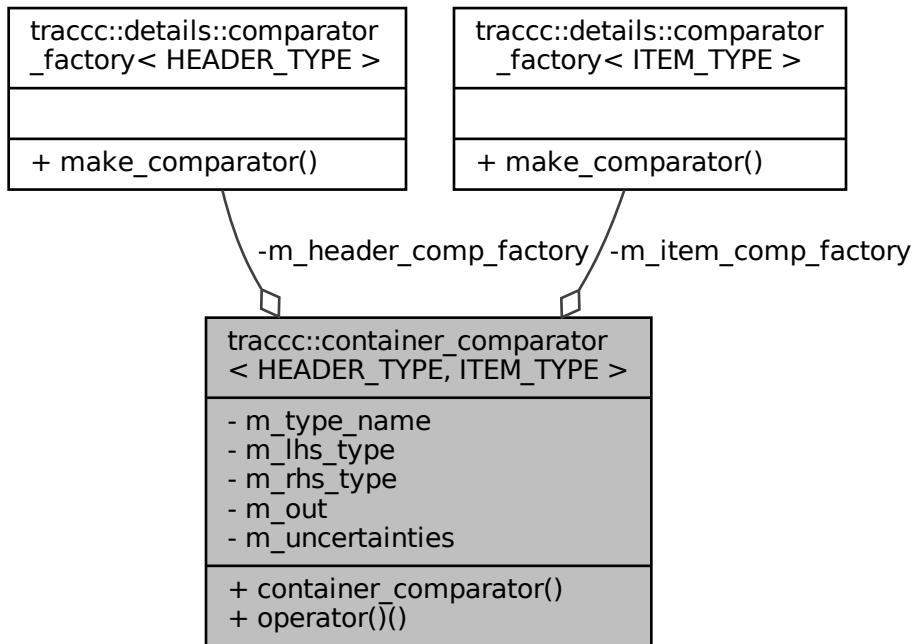 traccc::details::comparator
_factory< HEADER_TYPE >
+ make_comparator()
traccc::details::comparator
_factory< ITEM_TYPE >
+ make_comparator()
-m_header_comp_factory
-m_item_comp_factory
traccc::container_comparator
< HEADER_TYPE, ITEM_TYPE >
- m_type_name
- m_lhs_type
- m_rhs_type
- m_out
- m_uncertainties
+ container_comparator()
+ operator()()